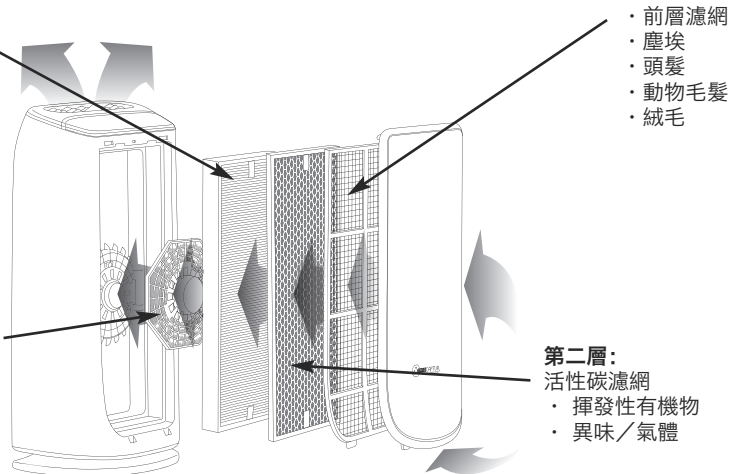 ・前層濾網
・塵埃
・頭髮
・動物毛髮
・絨毛
第二層：
活性碳濾網
・ 揮發性有機物
・ 異味／氣體